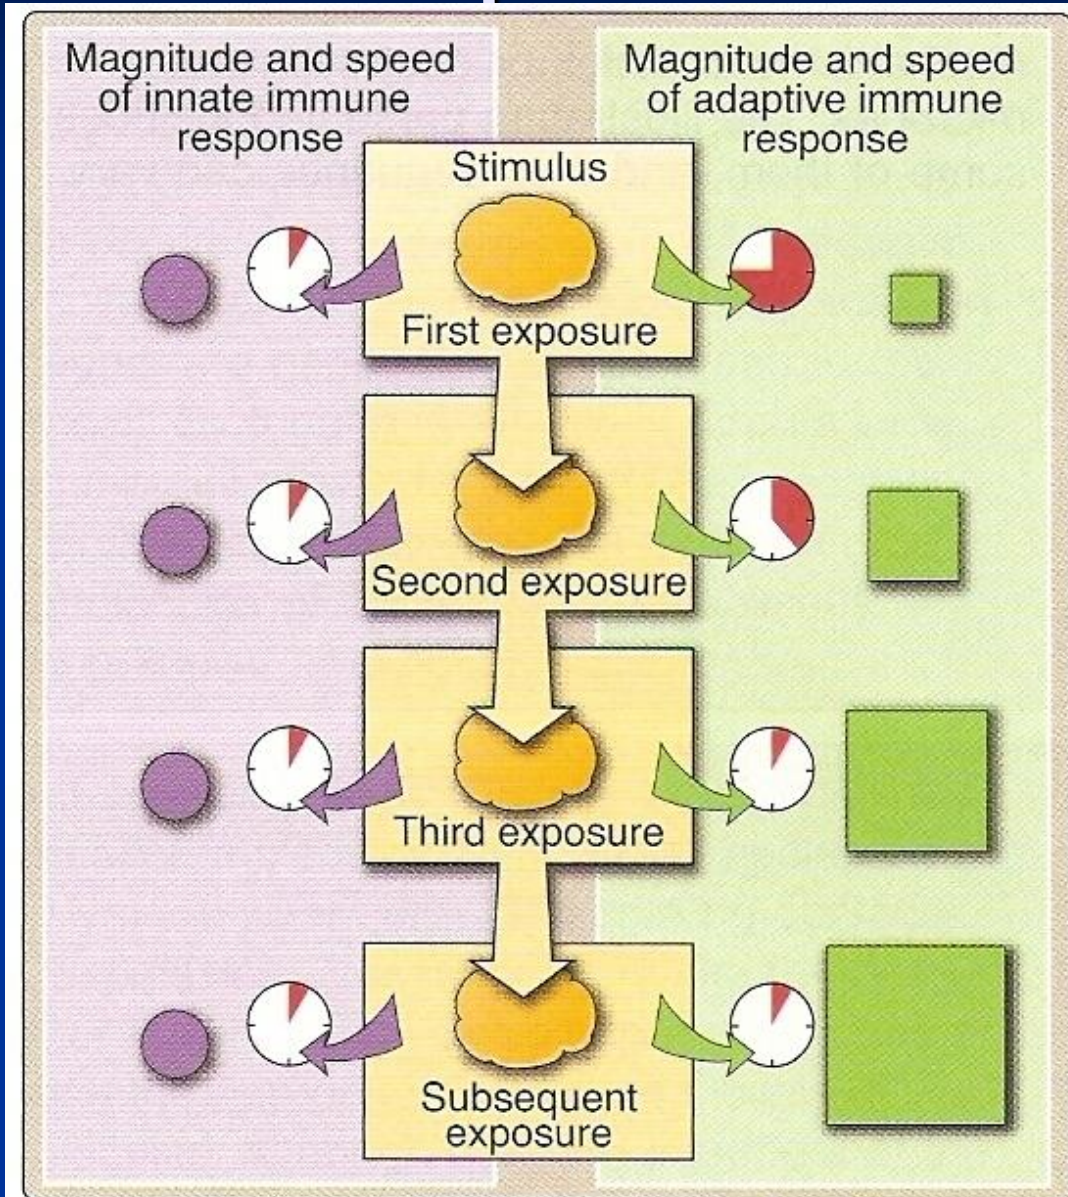 Magnitude and speed
of innate immune
response
Magnitude and speed
of adaptive immune
response
Stimulus
First exposure
Second exposure
Third exposure
Subsequent
exposure